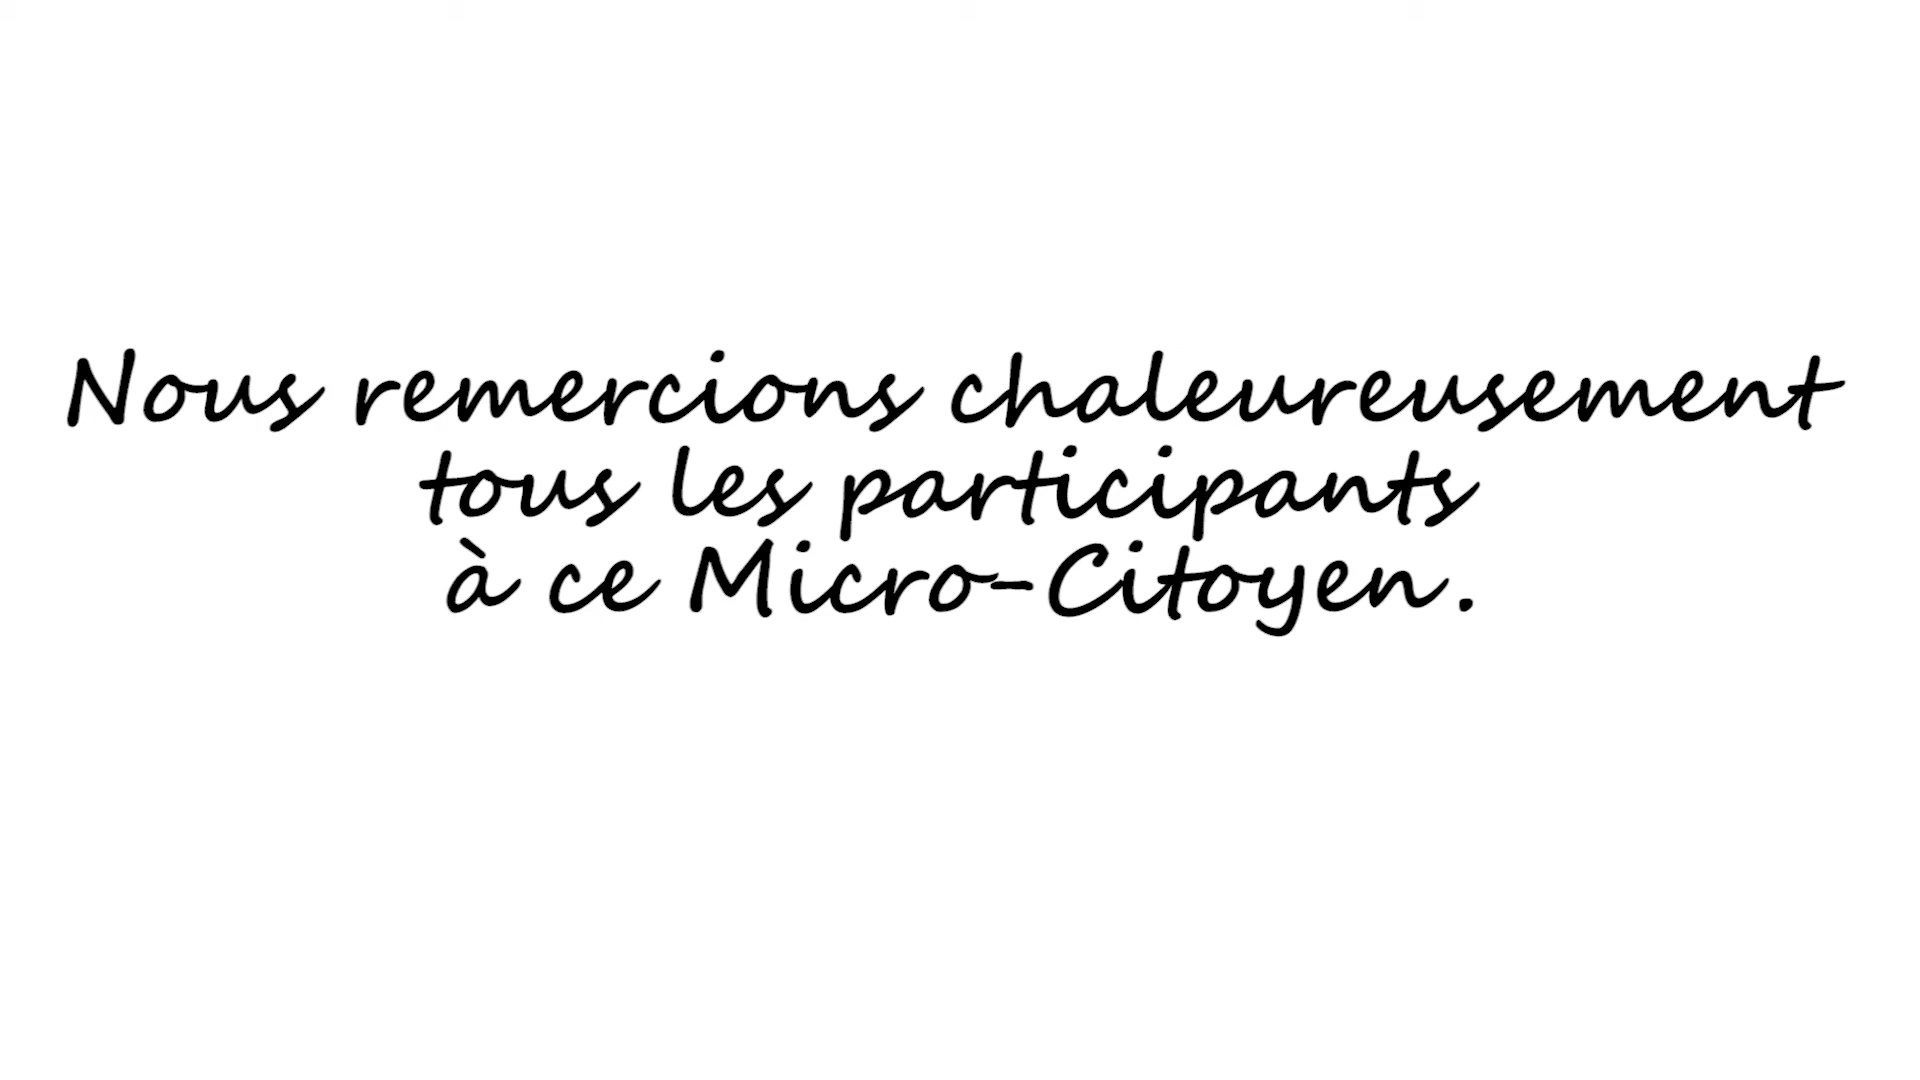 Nous remercions chaleureusement
tous les participants
à ce Micro-Citoyen.